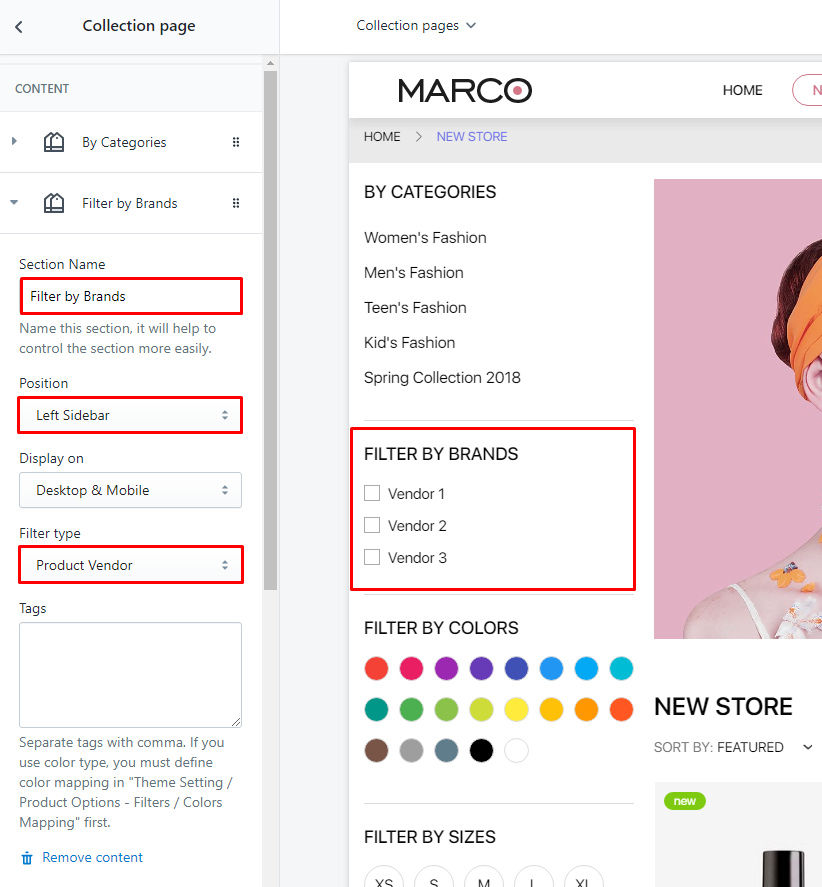 Collection page
CONTENT
By Categories
Filter by Brands
Section Name
Filter by Brands
Name this section, it will help to
control the section more easily.
Position
Left Sidebar
Display on
Desktop & Mobile
Filter type
Product Vendor
Tags
Separate tags with comma. If you
use color type, you must define
color mapping in "Theme Setting /
Product Options - Filters / Colors
Mapping" first.
Remove content
Collection pages
MARCO
HOME
N
HOME > NEW STORE
BY CATEGORIES
Women's Fashion
Men's Fashion
Teen's Fashion
Kid's Fashion
Spring Collection 2018
FILTER BY BRANDS
Vendor 1
Vendor 2
Vendor 3
FILTER BY COLORS
FILTER BY SIZES
XS S M L XL
NEW STORE
SORT BY: FEATURED
new